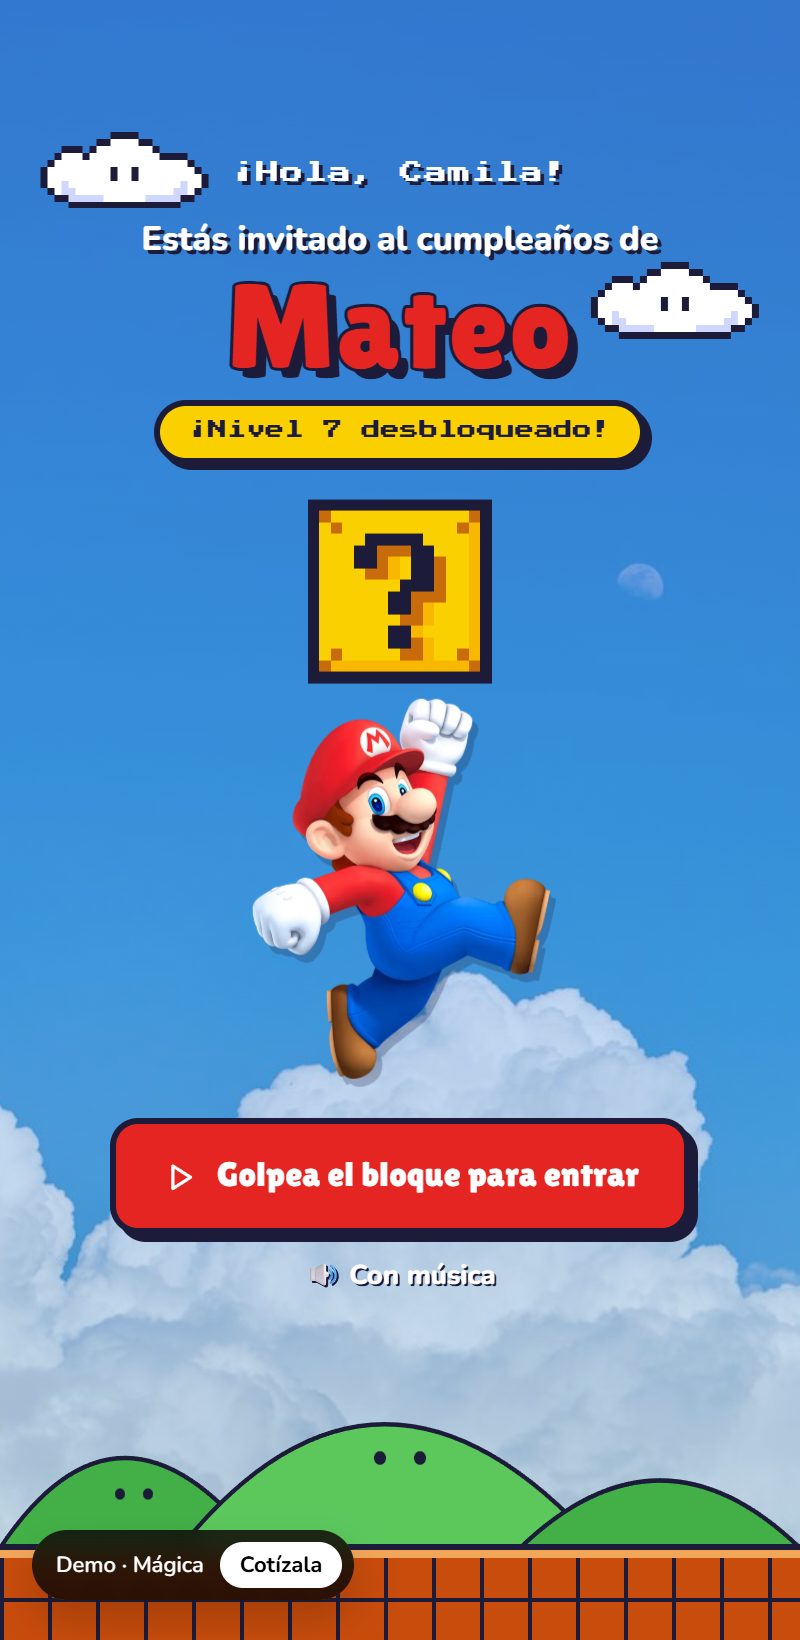 ¡Hola, Camila!
Estás invitado al cumpleaños de
Mateo
¡Nivel 7 desbloqueado!
?
M
Golpea el bloque para entrar
Con música
Demo · Mágica
Cotízala